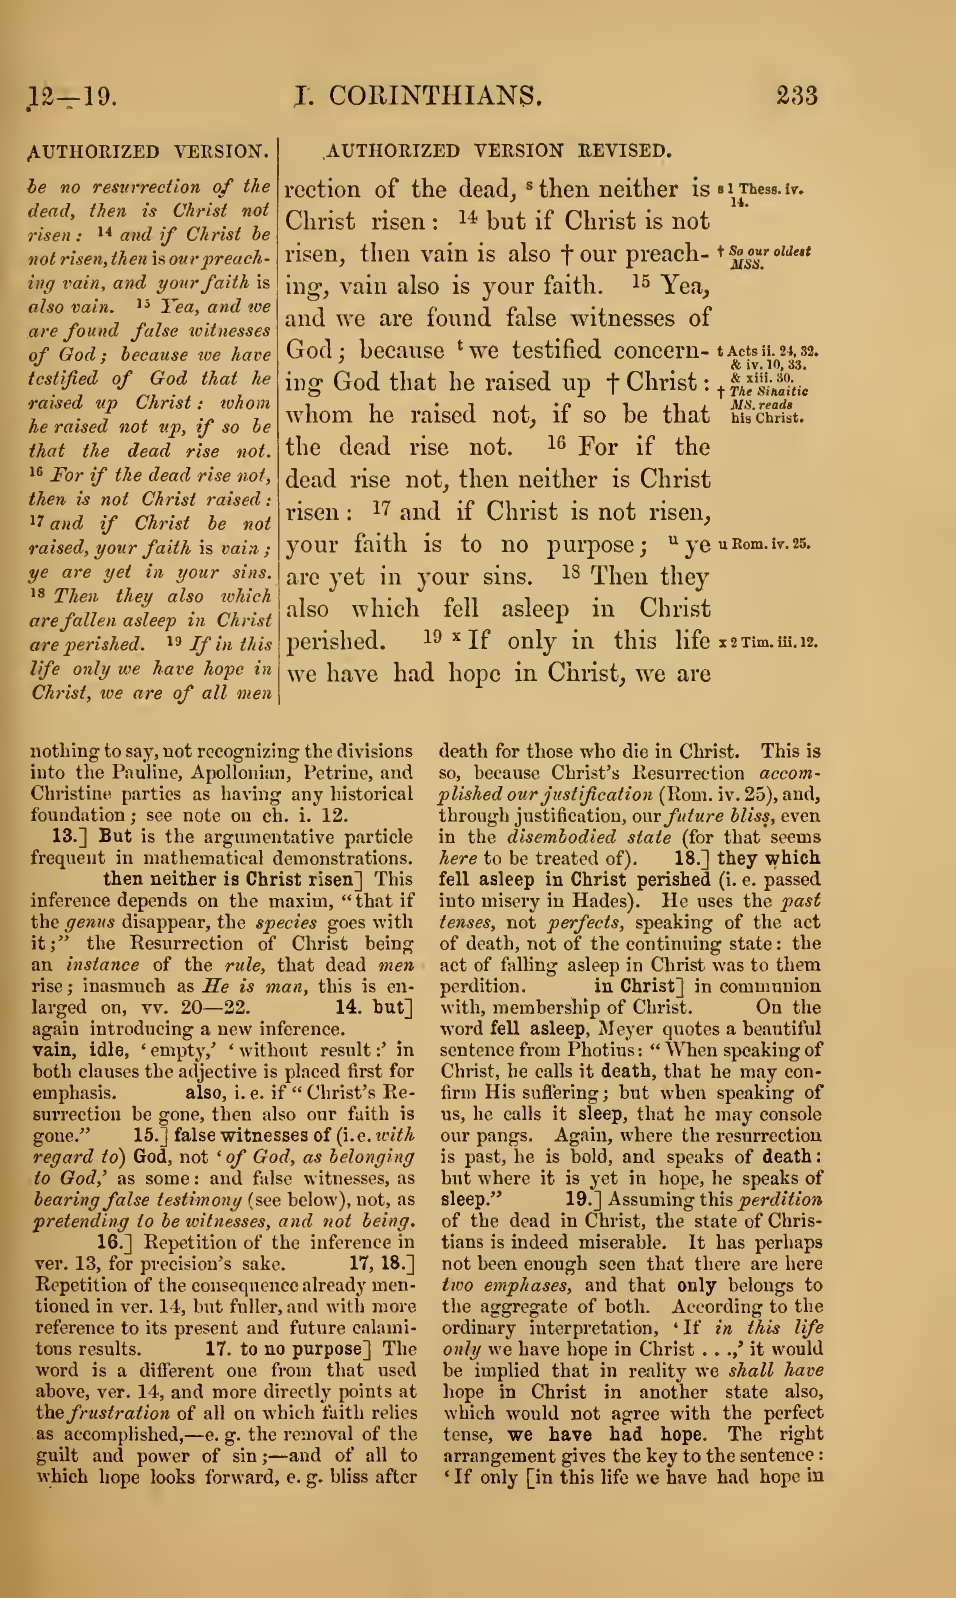 12—19.
I. CORINTHIANS.
233
AUTHORIZED VERSION.
be no resurrection of the
dead, then is Christ not
risen: 14 and if Christ be
not risen, then is our preach-
ing vain, and your faith is
also vain. 15 Yea, and we
are found false witnesses
of God; because we have
testified of God that he
raised up Christ: whom
he raised not up, if so be
that the dead rise not.
16 For if the dead rise not,
then is not Christ raised:
17 and if Christ be not
raised, your faith is vain;
ye are yet in your sins.
18 Then they also which
are fallen asleep in Christ
are perished. 19 If in this
life only we have hope in
Christ, we are of all men
AUTHORIZED VERSION REVISED.
rection of the dead, s then neither is
Christ risen: 14 but if Christ is not
risen, then vain is also † our preach-
ing, vain also is your faith. 15 Yea,
and we are found false witnesses of
God; because t we testified concern-
ing God that he raised up † Christ:
whom he raised not, if so be that
the dead rise not. 16 For if the
dead rise not, then neither is Christ
risen: 17 and if Christ is not risen,
your faith is to no purpose; u ye
are yet in your sins. 18 Then they
also which fell asleep in Christ
perished. 19 x If only in this life
we have had hope in Christ, we are
s 1 Thess. iv.
14.
† So our oldest
MSS.
t Acts ii. 24, 32.
& iv. 10, 33.
& xiii. 30.
† The Sinaitic
MS. reads
his Christ.
u Rom. iv. 25.
x 2 Tim. iii. 12.
nothing to say, not recognizing the divisions
into the Pauline, Apollonian, Petrine, and
Christine parties as having any historical
foundation; see note on ch. i. 12.
13.] But is the argumentative particle
frequent in mathematical demonstrations.
then neither is Christ risen] This
inference depends on the maxim, "that if
the genus disappear, the species goes with
it;" the Resurrection of Christ being
an instance of the rule, that dead men
rise; inasmuch as He is man, this is en-
larged on, vv. 20—22. 14. but]
again introducing a new inference.
vain, idle, 'empty,' 'without result:' in
both clauses the adjective is placed first for
emphasis. also, i. e. if "Christ's Re-
surrection be gone, then also our faith is
gone." 15.] false witnesses of (i. e. with
regard to) God, not 'of God, as belonging
to God,' as some: and false witnesses, as
bearing false testimony (see below), not, as
pretending to be witnesses, and not being.
16.] Repetition of the inference in
ver. 13, for precision's sake. 17, 18.]
Repetition of the consequence already men-
tioned in ver. 14, but fuller, and with more
reference to its present and future calami-
tous results. 17. to no purpose] The
word is a different one from that used
above, ver. 14, and more directly points at
the frustration of all on which faith relies
as accomplished,—e. g. the removal of the
guilt and power of sin;—and of all to
which hope looks forward, e. g. bliss after
death for those who die in Christ. This is
so, because Christ's Resurrection accom-
plished our justification (Rom. iv. 25), and,
through justification, our future bliss, even
in the disembodied state (for that seems
here to be treated of). 18.] they which
fell asleep in Christ perished (i. e. passed
into misery in Hades). He uses the past
tenses, not perfects, speaking of the act
of death, not of the continuing state: the
act of falling asleep in Christ was to them
perdition. in Christ] in communion
with, membership of Christ. On the
word fell asleep, Meyer quotes a beautiful
sentence from Photius: "When speaking of
Christ, he calls it death, that he may con-
firm His suffering; but when speaking of
us, he calls it sleep, that he may console
our pangs. Again, where the resurrection
is past, he is bold, and speaks of death:
but where it is yet in hope, he speaks of
sleep." 19.] Assuming this perdition
of the dead in Christ, the state of Chris-
tians is indeed miserable. It has perhaps
not been enough seen that there are here
two emphases, and that only belongs to
the aggregate of both. According to the
ordinary interpretation, 'If in this life
only we have hope in Christ . . .,' it would
be implied that in reality we shall have
hope in Christ in another state also,
which would not agree with the perfect
tense, we have had hope. The right
arrangement gives the key to the sentence:
'If only [in this life we have had hope in